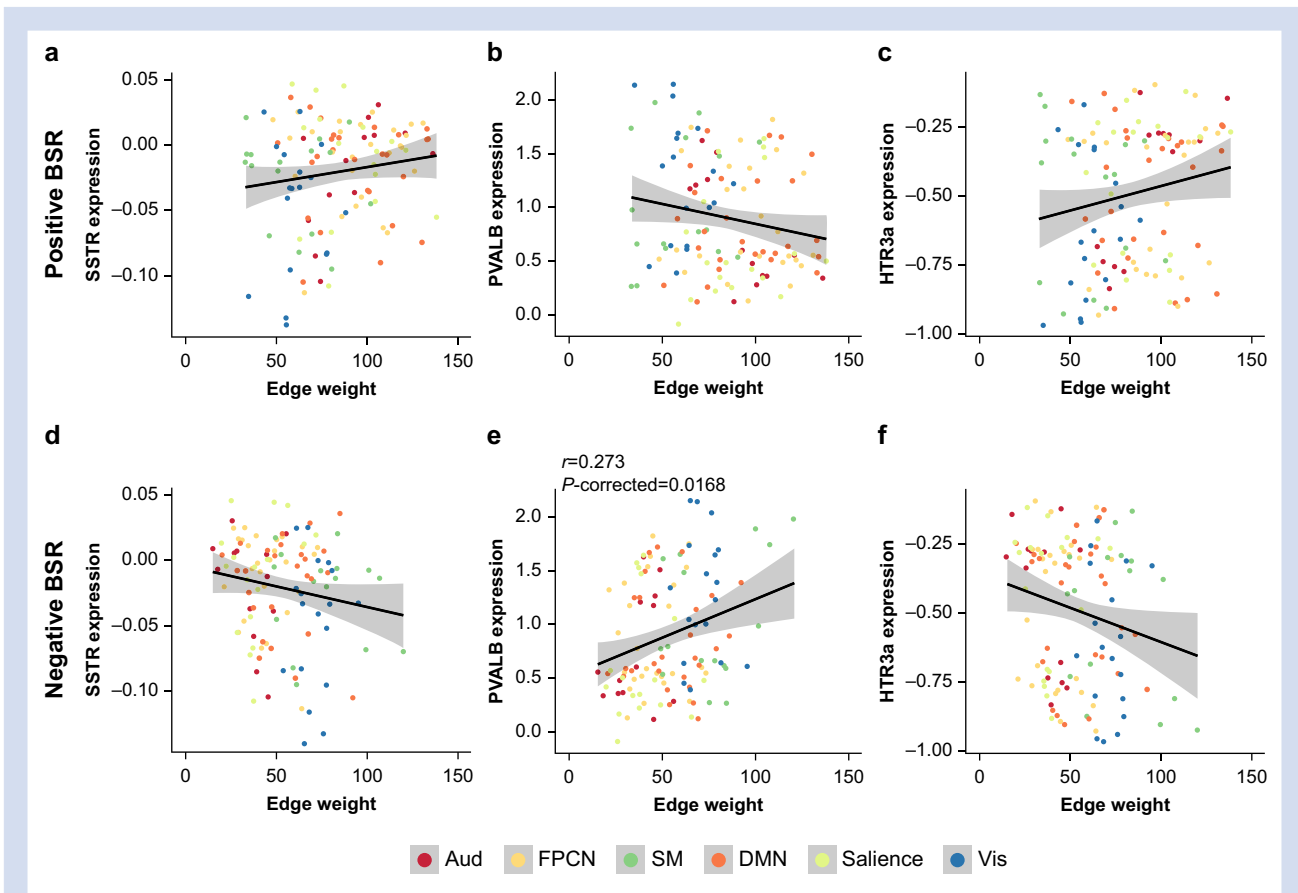 a
b
c
Positive BSR
SSTR expression
0.05
0.00
–0.05
–0.10
0
50
100
150
Edge weight
PVALB expression
2.0
1.5
1.0
0.5
0.0
0
50
100
150
Edge weight
HTR3a expression
–0.25
–0.50
–0.75
–1.00
0
50
100
150
Edge weight
d
e
f
Negative BSR
SSTR expression
0.05
0.00
–0.05
–0.10
0
50
100
150
Edge weight
r=0.273
P-corrected=0.0168
PVALB expression
2.0
1.5
1.0
0.5
0.0
0
50
100
150
Edge weight
HTR3a expression
–0.25
–0.50
–0.75
–1.00
0
50
100
150
Edge weight
Aud
FPCN
SM
DMN
Salience
Vis